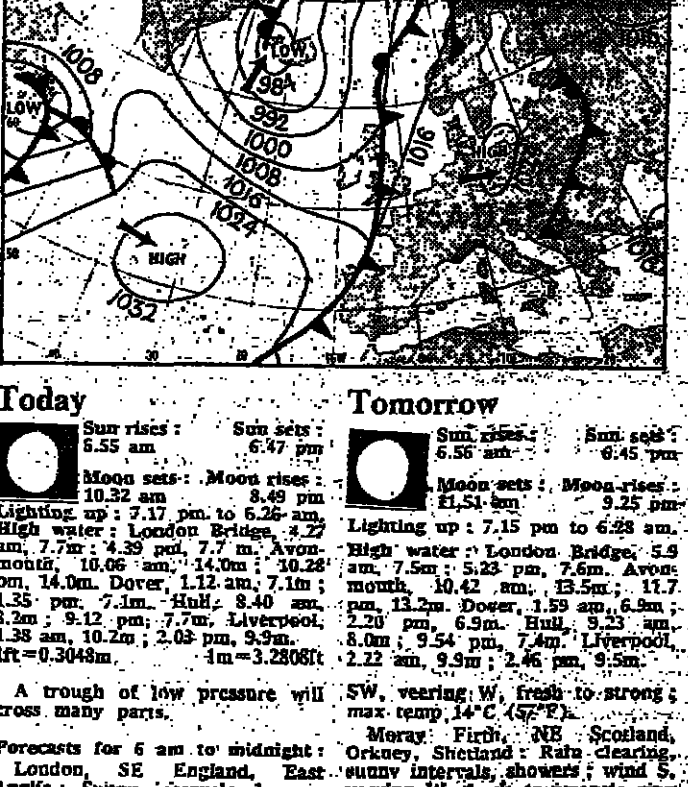 1008
LOW
LOW
984
992
1000
1008
1016
1024
1016
HIGH
HIGH
1032
Today
Sun rises : Sun sets :
6.55 am 6.47 pm
Moon sets : Moon rises :
10.32 am 8.49 pm
Lighting up : 7.17 pm to 6.26 am.
High water : London Bridge, 4.27
am, 7.7m ; 4.39 pm, 7.7 m. Avon-
mouth, 10.06 am, 14.0m ; 10.28
pm, 14.0m. Dover, 1.12 am, 7.1m ;
1.35 pm, 7.1m. Hull, 8.40 am,
8.2m ; 9.12 pm, 7.7m. Liverpool,
1.38 am, 10.2m ; 2.03 pm, 9.9m.
1ft=0.3048m. 1m=3.2808ft
A trough of low pressure will
cross many parts.
Forecasts for 6 am to midnight :
London, SE England, East
Tomorrow
Sun rises : Sun sets :
6.56 am 6.45 pm
Moon sets : Moon rises :
11.51 am 9.25 pm
Lighting up : 7.15 pm to 6.28 am.
High water : London Bridge, 5.9
am, 7.5m ; 5.23 pm, 7.6m. Avon-
mouth, 10.42 am, 13.5m ; 11.7
pm, 13.2m. Dover, 1.59 am, 6.9m ;
2.20 pm, 6.9m. Hull, 9.23 am,
8.0m ; 9.54 pm, 7.4m. Liverpool,
2.22 am, 9.9m ; 2.46 pm, 9.5m.
SW, veering W, fresh to strong ;
max temp 14°C (57°F).
Moray Firth, NE Scotland,
Orkney, Shetland : Rain clearing,
sunny intervals, showers ; wind S,